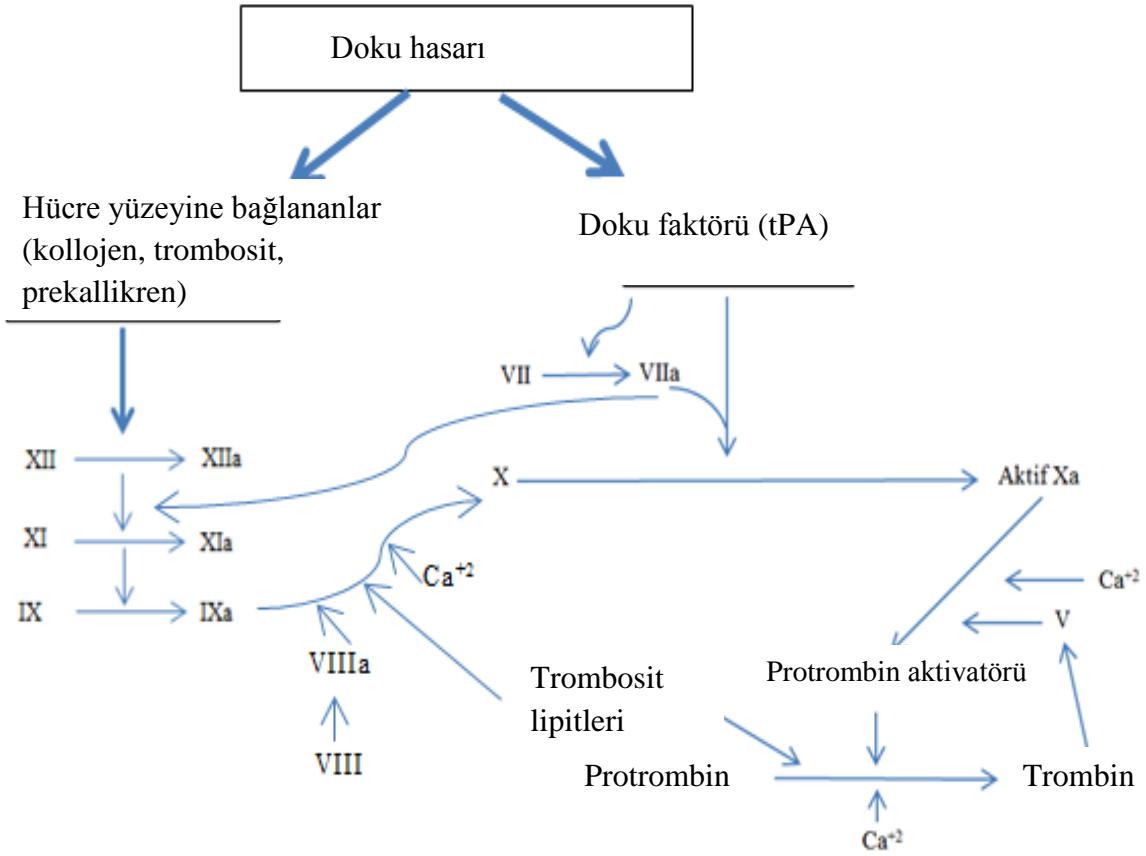 Doku hasarı
Hücre yüzeyine bağlananlar
(kollojen, trombosit,
prekallikren)
Doku faktörü (tPA)
VII
VIIa
XII
XIIa
X
Aktif Xa
XI
XIa
Ca+2
Ca+2
IX
IXa
V
VIIIa
Trombosit
lipitleri
Protrombin aktivatörü
VIII
Protrombin
Trombin
Ca+2